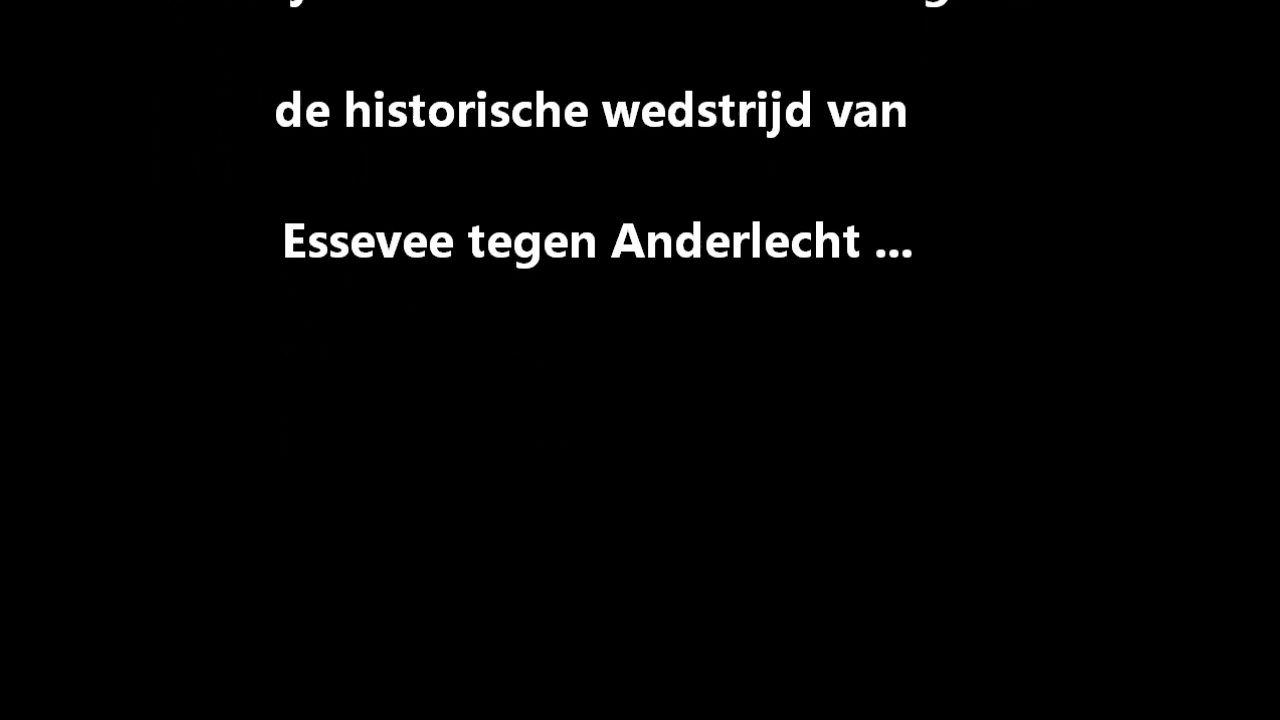 de historische wedstrijd van
Essevee tegen Anderlecht ...